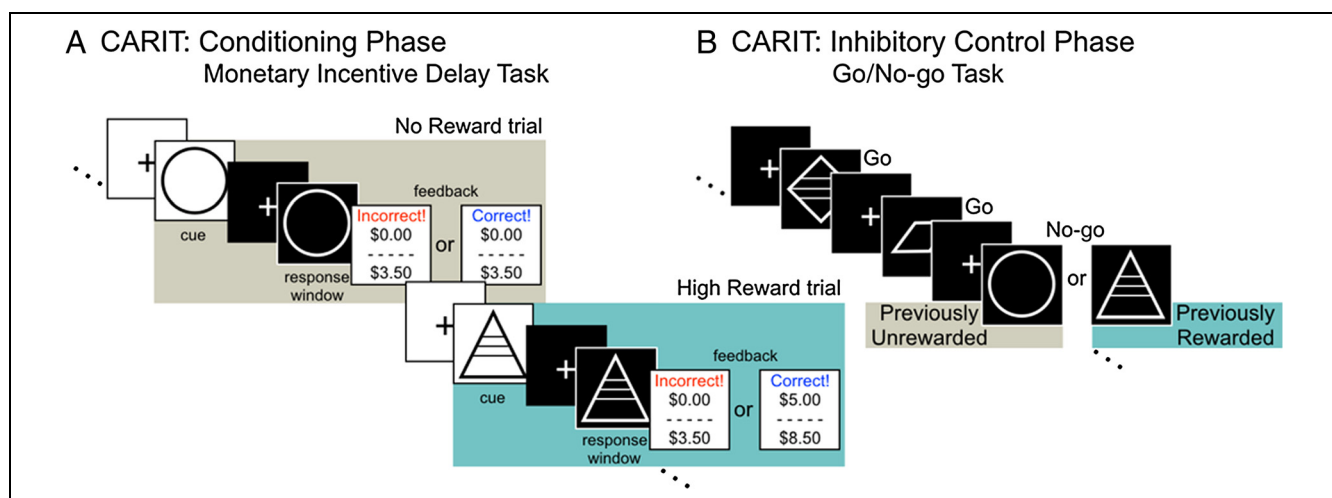 A CARIT: Conditioning Phase
Monetary Incentive Delay Task
No Reward trial
cue
response
window
feedback
Incorrect!
$0.00
-----
$3.50
or
Correct!
$0.00
-----
$3.50
High Reward trial
cue
response
window
feedback
Incorrect!
$0.00
-----
$3.50
or
Correct!
$5.00
-----
$8.50
B CARIT: Inhibitory Control Phase
Go/No-go Task
Go
Go
No-go
or
Previously
Unrewarded
Previously
Rewarded